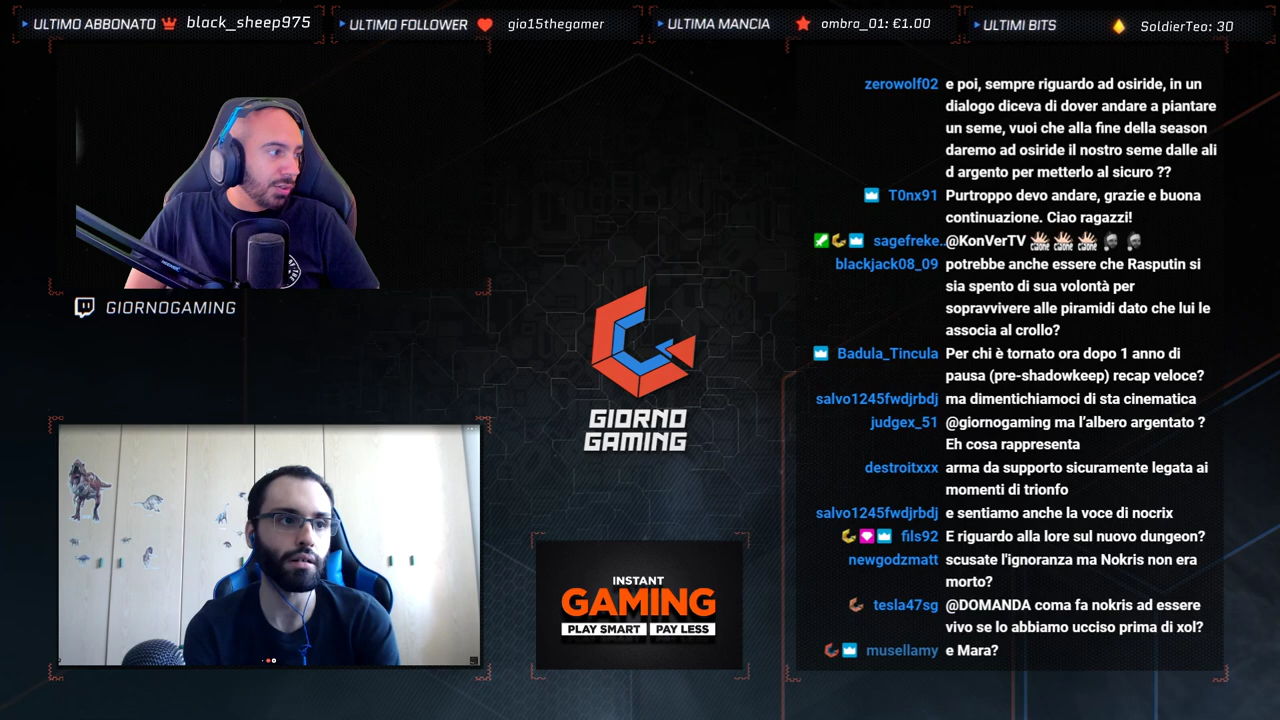 ULTIMO ABBONATO black_sheep975
ULTIMO FOLLOWER gio15thegamer
ULTIMA MANCIA ombra_01: €1.00
ULTIMI BITS SoldierTea: 30
GIORNOGAMING
GIORNO
GAMING
INSTANT
GAMING
PLAY SMART PAY LESS
zerowolf02 e poi, sempre riguardo ad osiride, in un
dialogo diceva di dover andare a piantare
un seme, vuoi che alla fine della season
daremo ad osiride il nostro seme dalle ali
d argento per metterlo al sicuro ??
T0nx91 Purtroppo devo andare, grazie e buona
continuazione. Ciao ragazzi!
sagefreke.. @KonVerTV
blackjack08_09 potrebbe anche essere che Rasputin si
sia spento di sua volontà per
sopravvivere alle piramidi dato che lui le
associa al crollo?
Badula_Tincula Per chi è tornato ora dopo 1 anno di
pausa (pre-shadowkeep) recap veloce?
salvo1245fwdjrbdj ma dimentichiamoci di sta cinematica
judgex_51 @giornogaming ma l'albero argentato ?
Eh cosa rappresenta
destroitxxx arma da supporto sicuramente legata ai
momenti di trionfo
salvo1245fwdjrbdj e sentiamo anche la voce di nocrix
fils92 E riguardo alla lore sul nuovo dungeon?
newgodzmatt scusate l'ignoranza ma Nokris non era
morto?
tesla47sg @DOMANDA coma fa nokris ad essere
vivo se lo abbiamo ucciso prima di xol?
musellamy e Mara?